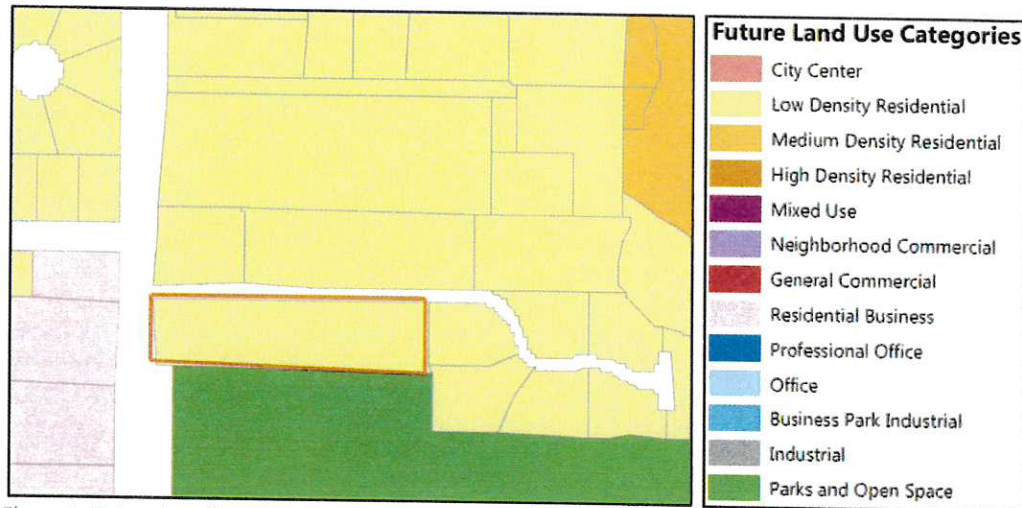 Future Land Use Categories
City Center
Low Density Residential
Medium Density Residential
High Density Residential
Mixed Use
Neighborhood Commercial
General Commercial
Residential Business
Professional Office
Office
Business Park Industrial
Industrial
Parks and Open Space